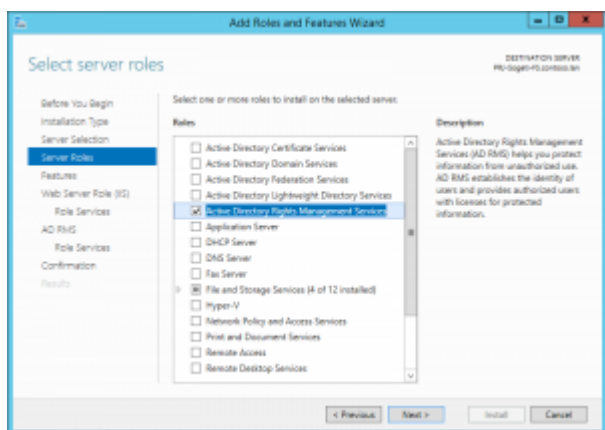 Add Roles and Features Wizard
Select server roles
DESTINATION SERVER
Before You Begin
Installation Type
Server Selection
Server Roles
Features
Web Server Role (IIS)
Role Services
AD RMS
Role Services
Confirmation
Results
Select one or more roles to install on the selected server.
Roles
Active Directory Certificate Services
Active Directory Domain Services
Active Directory Federation Services
Active Directory Lightweight Directory Services
Active Directory Rights Management Services
Application Server
DHCP Server
DNS Server
Fax Server
File and Storage Services (4 of 12 installed)
Hyper-V
Network Policy and Access Services
Print and Document Services
Remote Access
Remote Desktop Services
Description
Active Directory Rights Management
Services (AD RMS) helps you protect
information from unauthorized use.
AD RMS establishes the identity of
users and provides authorized users
with licenses for protected
information.
< Previous
Next >
Install
Cancel